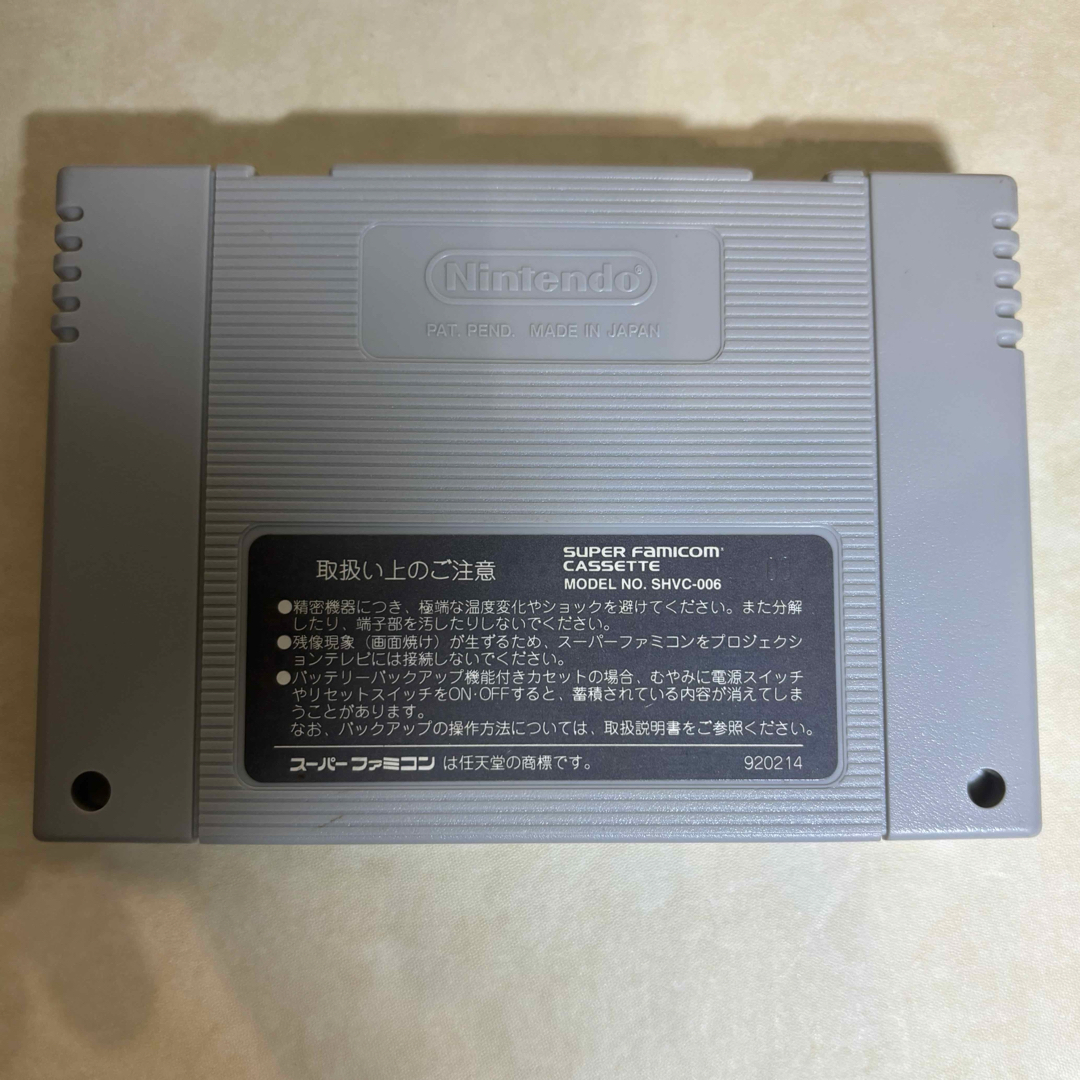 Nintendo®
PAT. PEND. MADE IN JAPAN
取扱い上のご注意
SUPER FAMICOM
CASSETTE
MODEL NO. SHVC-006
●精密機器につき、極端な温度変化やショックを避けてください。また分解
したり、端子部を汚したりしないでください。
●残像現象（画面焼け）が生ずるため、スーパーファミコンをプロジェクシ
ョンテレビには接続しないでください。
●バッテリーバックアップ機能付きカセットの場合、むやみに電源スイッチ
やリセットスイッチをON・OFFすると、蓄積されている内容が消えてしま
うことがあります。
なお、バックアップの操作方法については、取扱説明書をご参照ください。
スーパーファミコン は任天堂の商標です。 920214